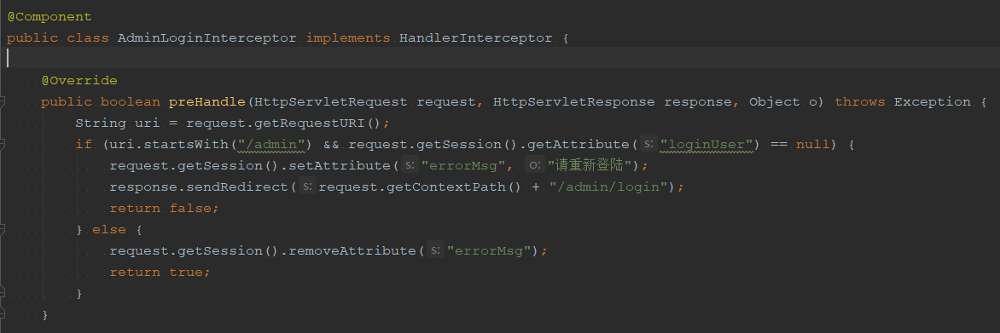 @Component
public class AdminLoginInterceptor implements HandlerInterceptor {
@Override
public boolean preHandle(HttpServletRequest request, HttpServletResponse response, Object o) throws Exception {
String uri = request.getRequestURI();
if (uri.startsWith("/admin") && request.getSession().getAttribute( s: "loginUser") == null) {
request.getSession().setAttribute( s: "errorMsg", o: "请重新登陆");
response.sendRedirect( s: request.getContextPath() + "/admin/login");
return false;
} else {
request.getSession().removeAttribute( s: "errorMsg");
return true;
}
}